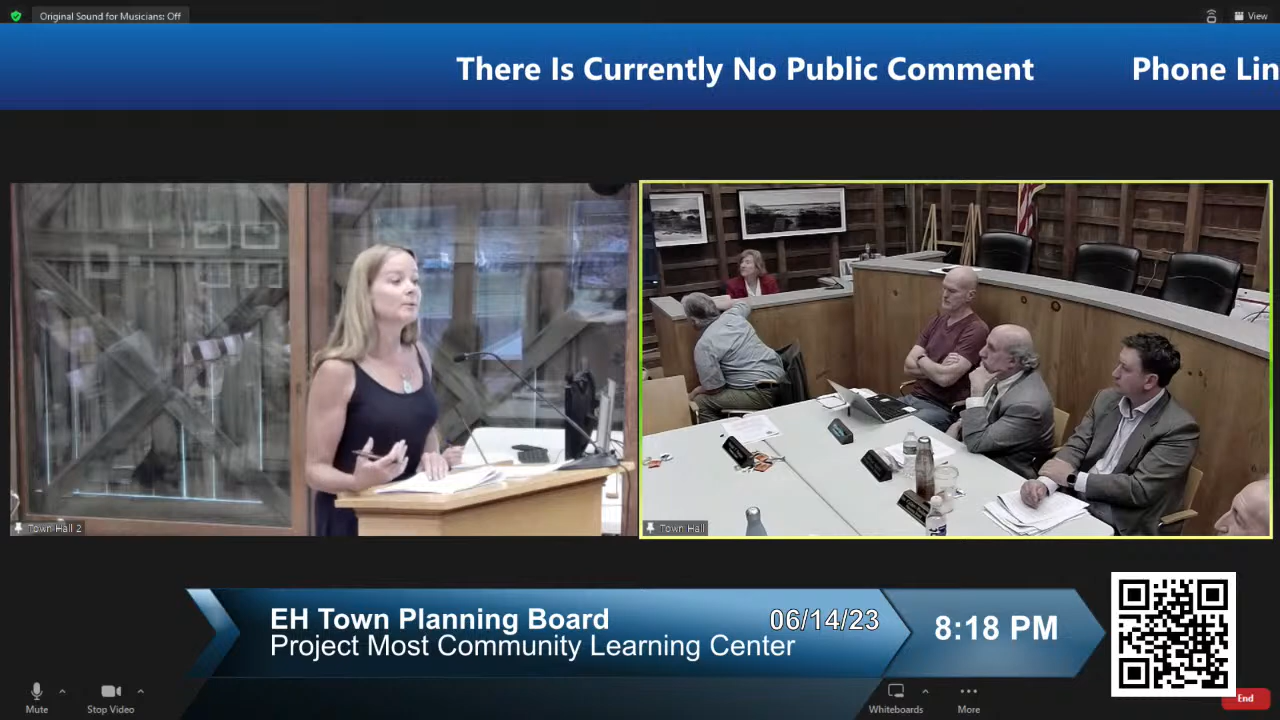 Original Sound for Musicians: Off
View
There Is Currently No Public Comment
Phone Lin
Town Hall 2
Town Hall
EH Town Planning Board
06/14/23
Project Most Community Learning Center
8:18 PM
Mute
Stop Video
Whiteboards
More
End